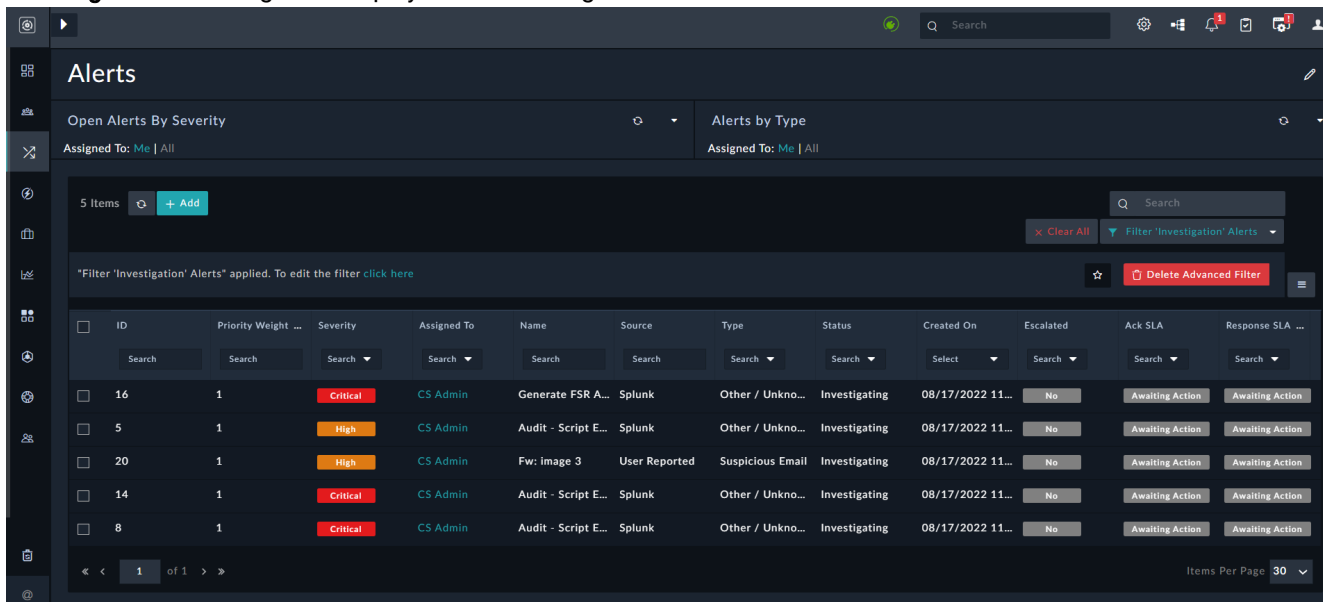 Search
1
Alerts
Open Alerts By Severity
Alerts by Type
Assigned To: Me | All
Assigned To: Me | All
5 Items + Add
Search
× Clear All Filter 'Investigation' Alerts
"Filter 'Investigation' Alerts" applied. To edit the filter click here
Delete Advanced Filter
ID Priority Weight ... Severity Assigned To Name Source Type Status Created On Escalated Ack SLA Response SLA ...
Search Search Search Search Search Search Search Search Select Search Search Search
16 1 Critical CS Admin Generate FSR A... Splunk Other / Unkno... Investigating 08/17/2022 11... No Awaiting Action Awaiting Action
5 1 High CS Admin Audit - Script E... Splunk Other / Unkno... Investigating 08/17/2022 11... No Awaiting Action Awaiting Action
20 1 High CS Admin Fw: image 3 User Reported Suspicious Email Investigating 08/17/2022 11... No Awaiting Action Awaiting Action
14 1 Critical CS Admin Audit - Script E... Splunk Other / Unkno... Investigating 08/17/2022 11... No Awaiting Action Awaiting Action
8 1 Critical CS Admin Audit - Script E... Splunk Other / Unkno... Investigating 08/17/2022 11... No Awaiting Action Awaiting Action
« ‹ 1 of 1 › »
Items Per Page 30
@